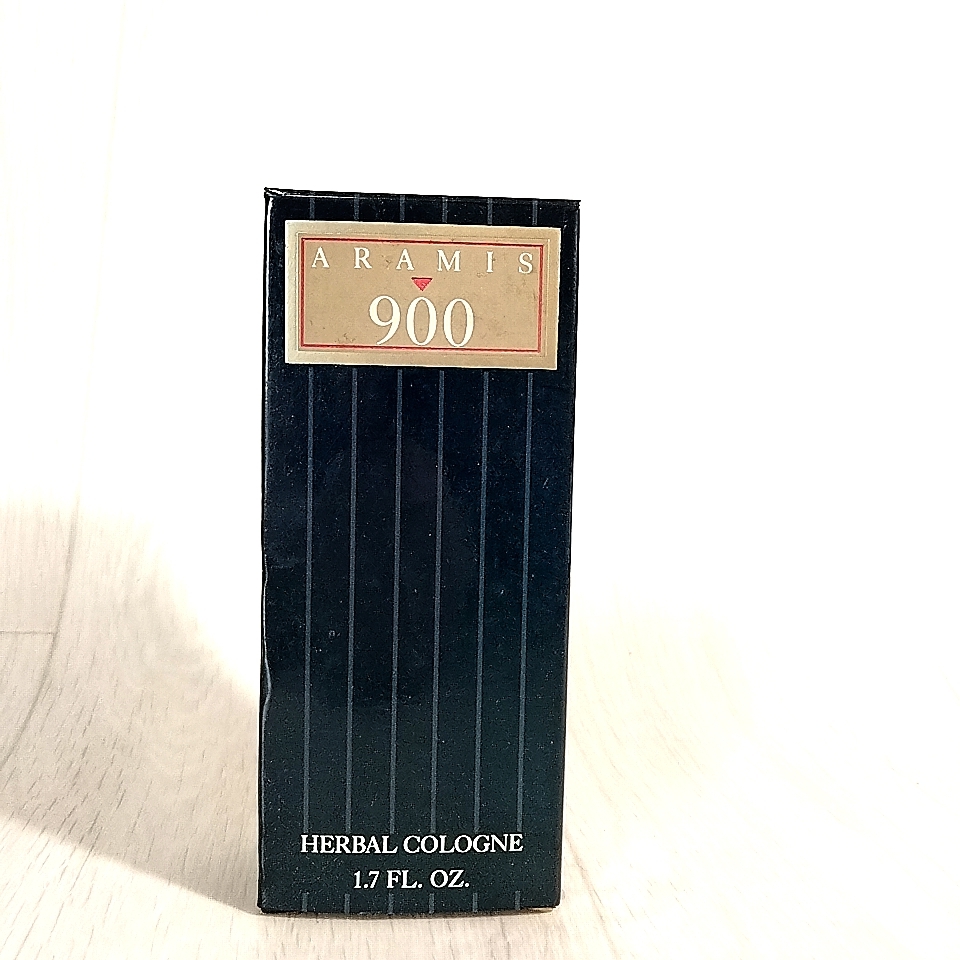 ARAMIS
900
HERBAL COLOGNE
1.7 FL. OZ.